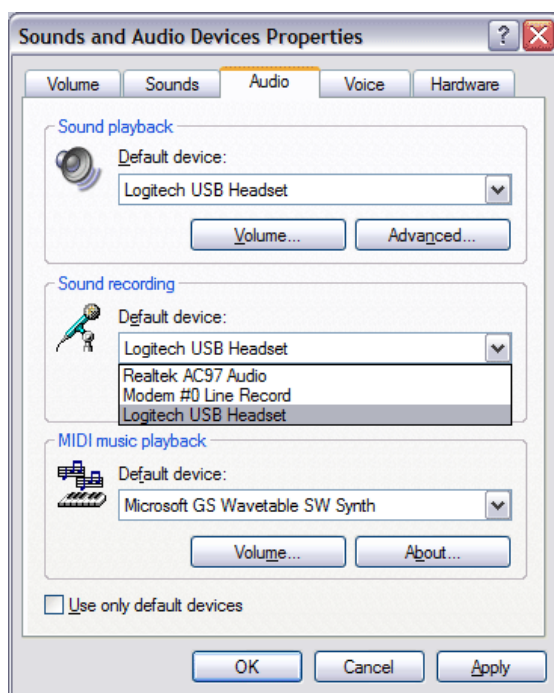 Sounds and Audio Devices Properties
Volume Sounds Audio Voice Hardware
Sound playback
Default device:
Logitech USB Headset
Volume... Advanced...
Sound recording
Default device:
Logitech USB Headset
Realtek AC97 Audio
Modem #0 Line Record
Logitech USB Headset
MIDI music playback
Default device:
Microsoft GS Wavetable SW Synth
Volume... About...
Use only default devices
OK Cancel Apply